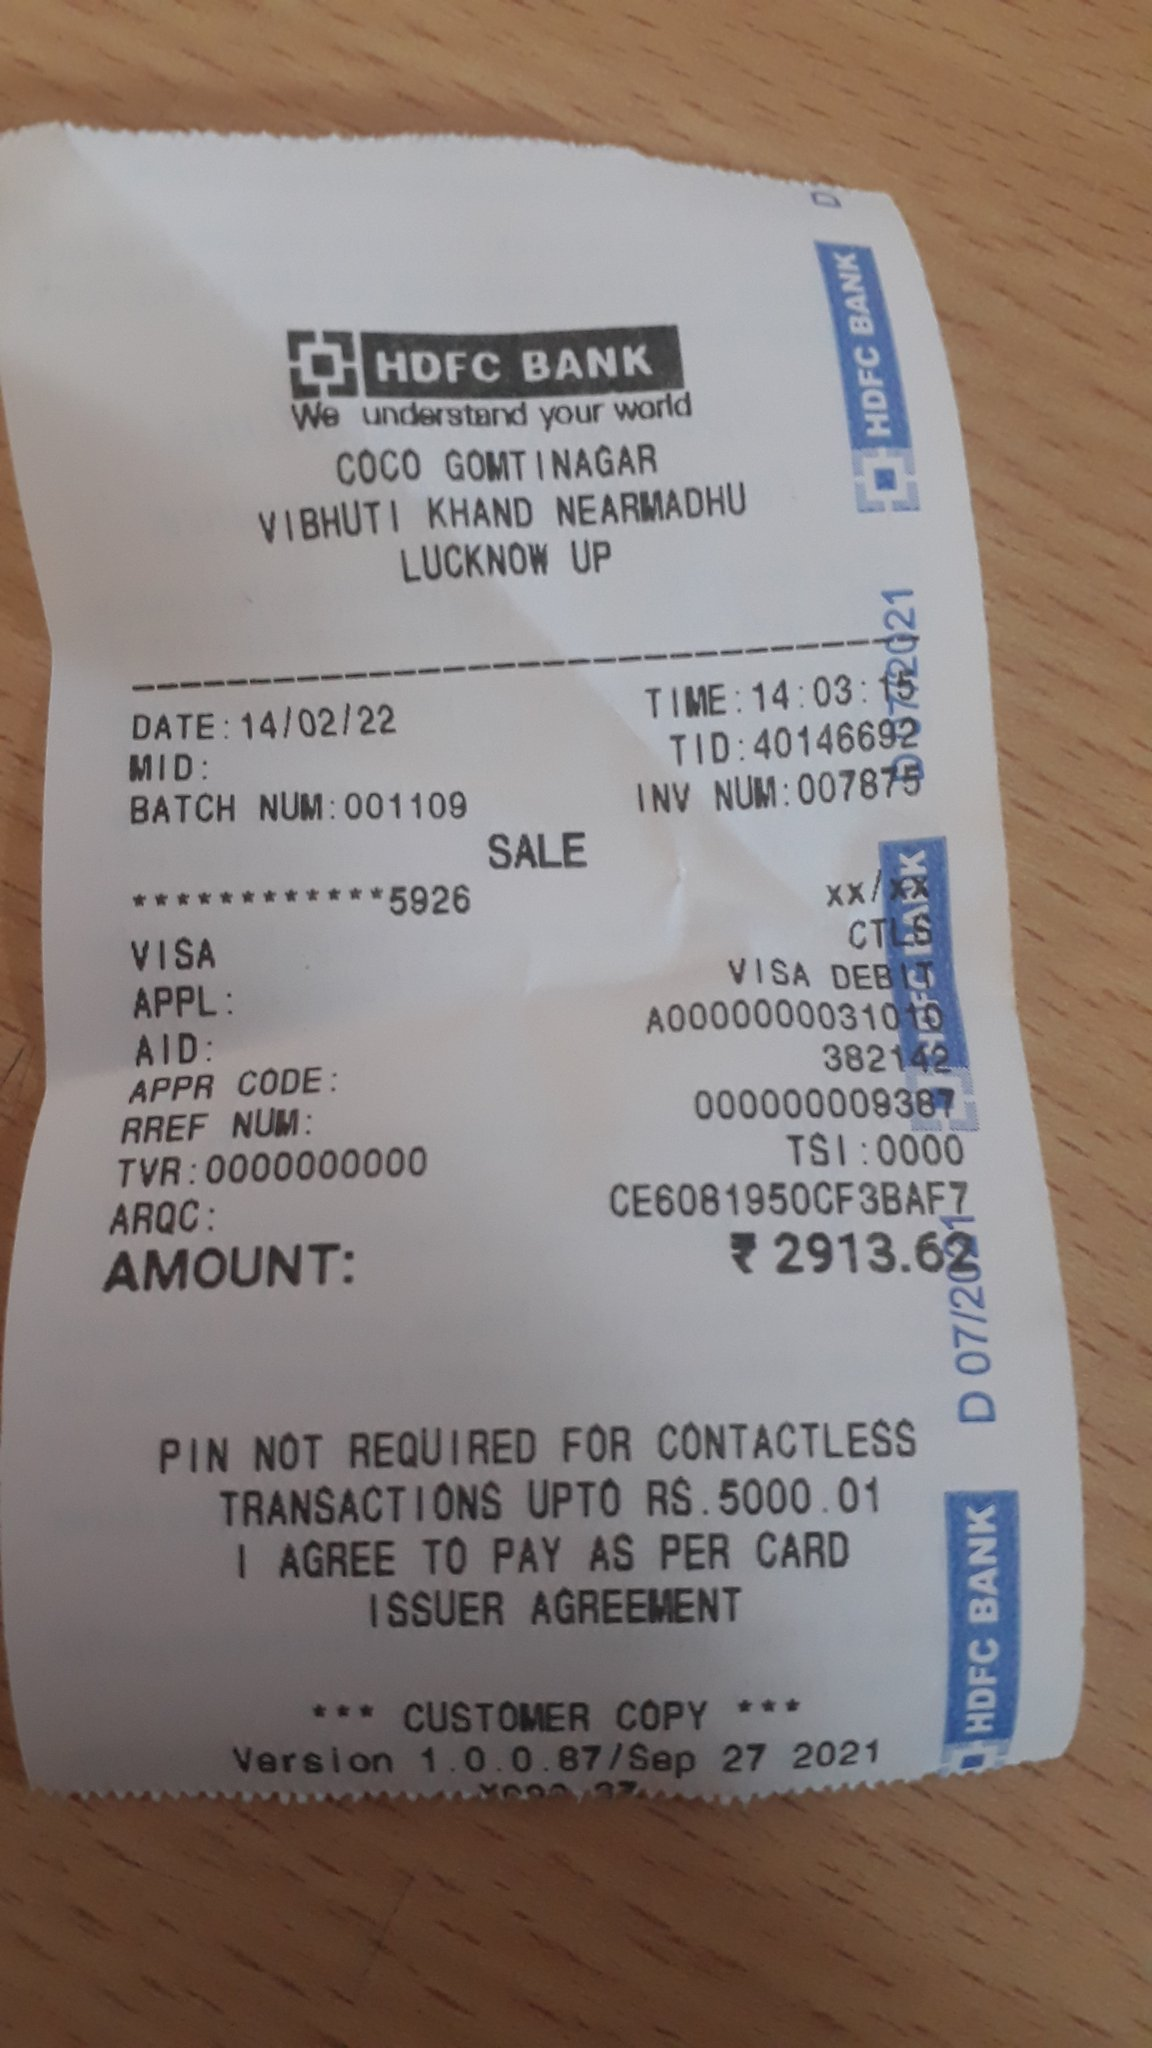 HDFC BANK
We understand your world
COCO GOMTINAGAR
VIBHUTI KHAND NEARMADHU
LUCKNOW UP
DATE:14/02/22 TIME:14:03:15
MID: TID:40146692
BATCH NUM:001109 INV NUM:007875
SALE
************5926 xx/xx
VISA CTLS
APPL: VISA DEBIT
AID: A0000000031010
APPR CODE: 382142
RREF NUM: 000000009387
TVR:0000000000 TSI:0000
ARQC: CE6081950CF3BAF7
AMOUNT: ₹ 2913.62
PIN NOT REQUIRED FOR CONTACTLESS
TRANSACTIONS UPTO RS.5000.01
I AGREE TO PAY AS PER CARD
ISSUER AGREEMENT
*** CUSTOMER COPY ***
Version 1.0.0.87/Sep 27 2021
D
HDFC BANK
D 07/2021
HDFC BANK
D 07/2021
HDFC BANK